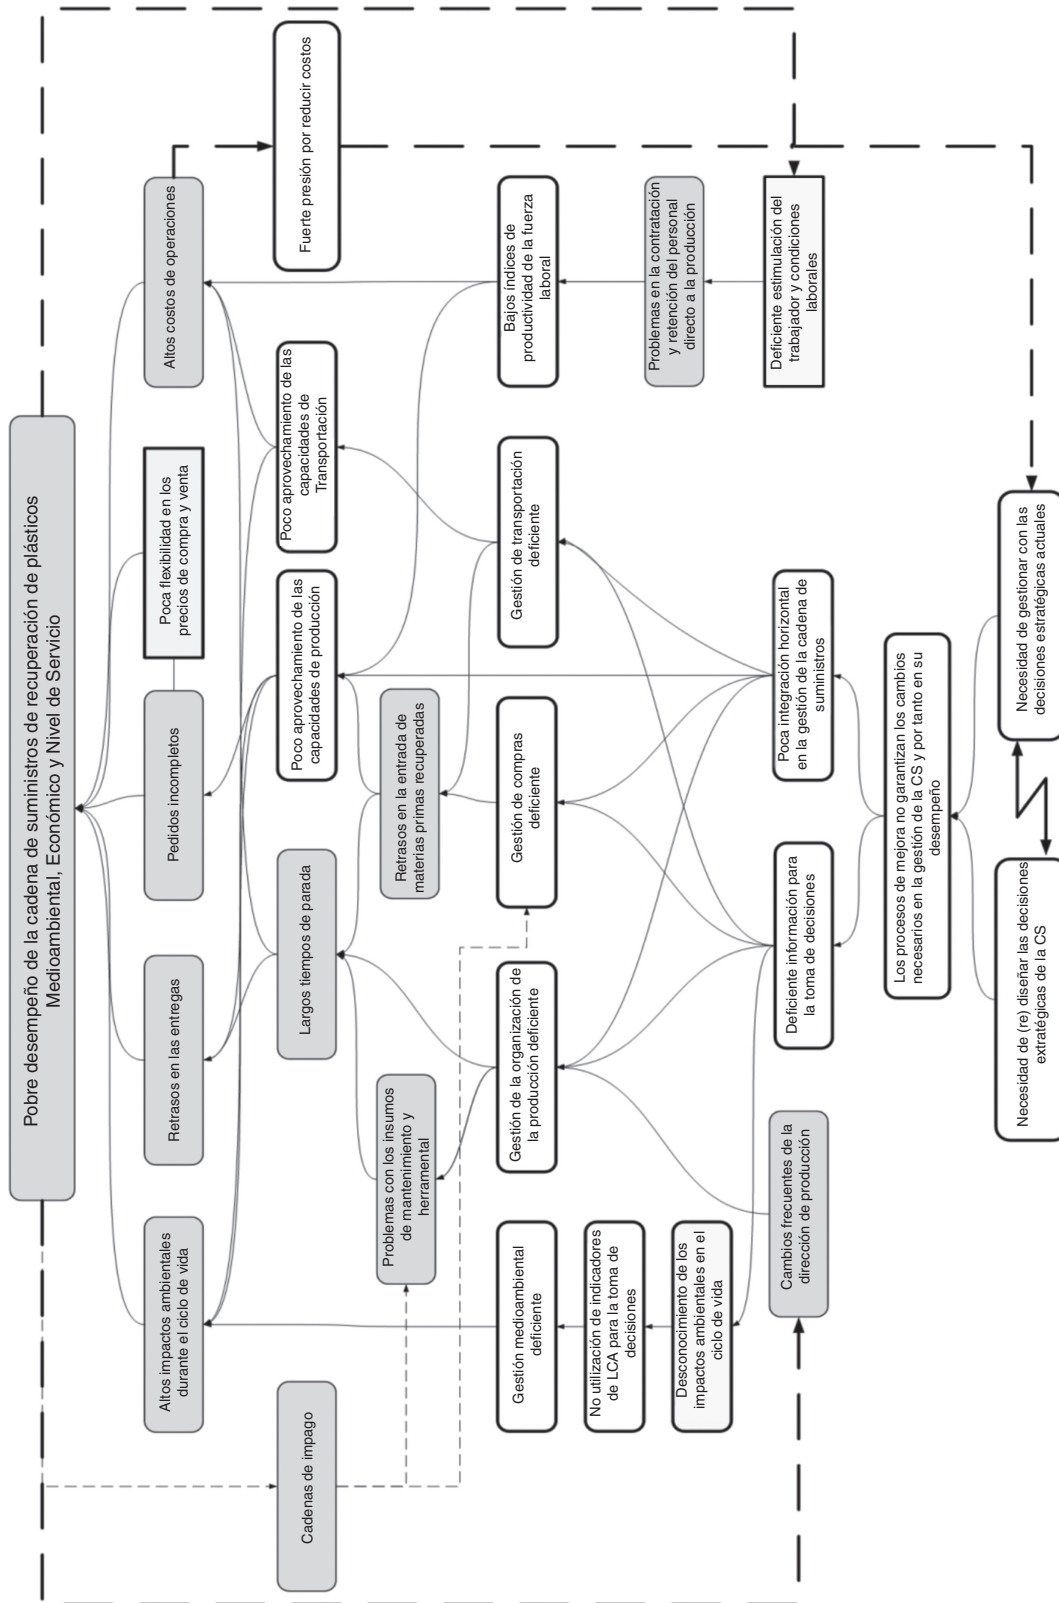 Pobre desempeño de la cadena de suministros de recuperación de plásticos
Medioambiental, Económico y Nivel de Servicio
Altos impactos ambientales
durante el ciclo de vida
Retrasos en las entregas
Pedidos incompletos
Poca flexibilidad en los
precios de compra y venta
Altos costos de operaciones
Cadenas de impago
Largos tiempos de parada
Poco aprovechamiento de las
capacidades de producción
Poco aprovechamiento de las
capacidades de
Transportación
Fuerte presión por reducir costos
Problemas con los insumos
de mantenimiento y
herramental
Retrasos en la entrada de
materias primas recuperadas
Gestión medioambiental
deficiente
Gestión de la organización de
la producción deficiente
Gestión de compras
deficiente
Gestión de transportación
deficiente
Bajos índices de
productividad de la fuerza
laboral
No utilización de indicadores
de LCA para la toma de
decisiones
Desconocimiento de los
impactos ambientales en el
ciclo de vida
Problemas en la contratación
y retención del personal
directo a la producción
Cambios frecuentes de la
dirección de producción
Deficiente información para
la toma de decisiones
Poca integración horizontal
en la gestión de la cadena de
suministros
Deficiente estimulación del
trabajador y condiciones
laborales
Los procesos de mejora no garantizan los cambios
necesarios en la gestión de la CS y por tanto en su
desempeño
Necesidad de (re) diseñar las decisiones
extratégicas de la CS
Necesidad de gestionar con las
decisiones estratégicas actuales